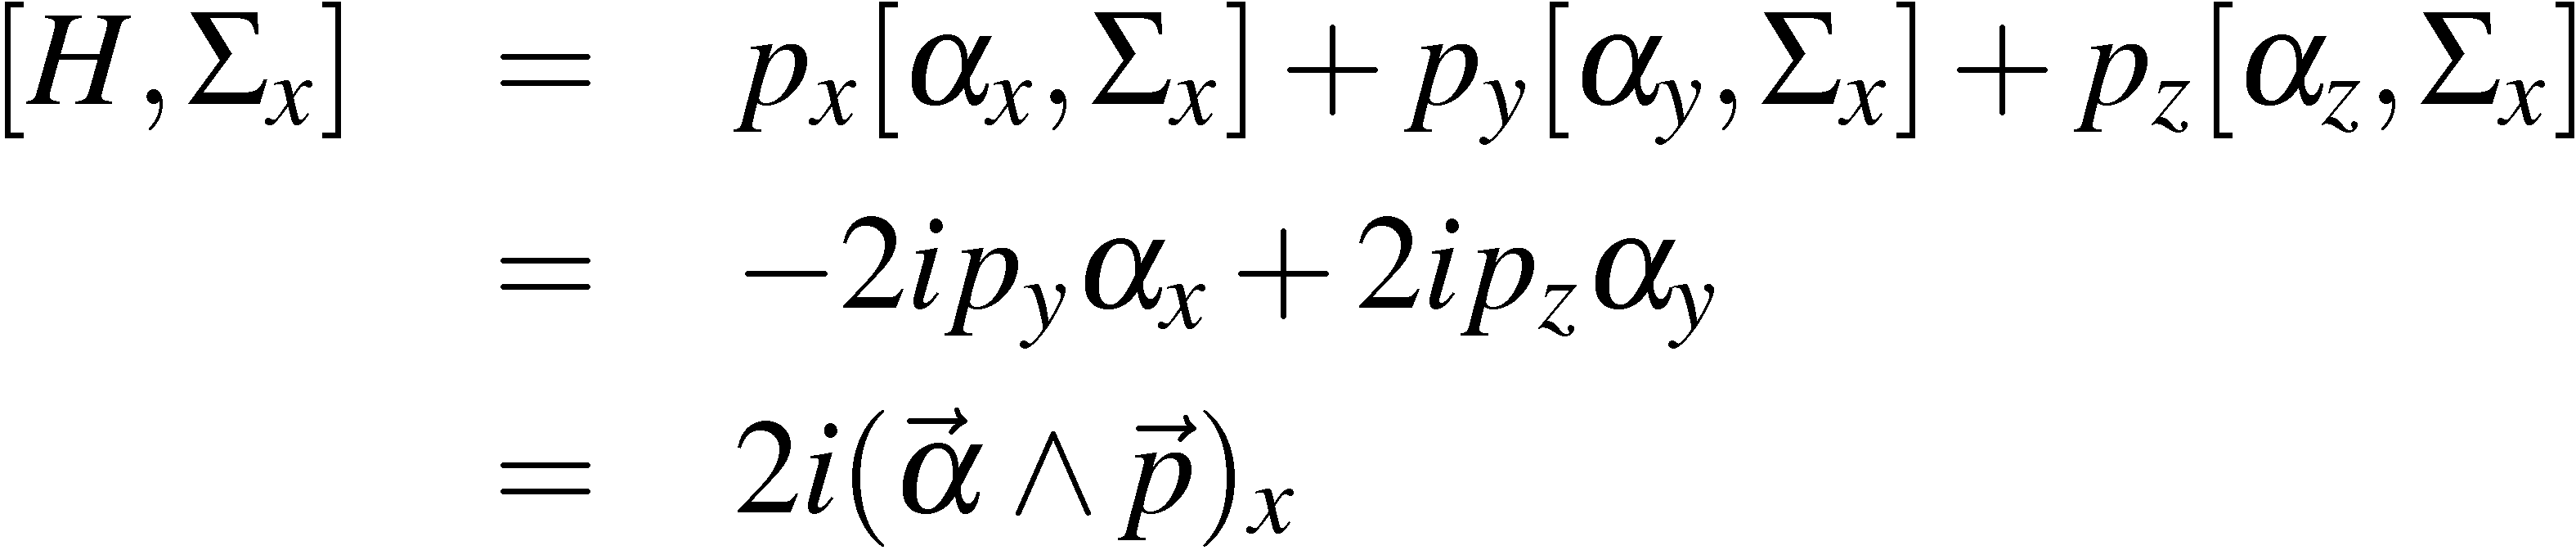 [H, Σ_x] = p_x[α_x, Σ_x] + p_y[α_y, Σ_x] + p_z[α_z, Σ_x]
= −2ip_yα_x + 2ip_zα_y
= 2i(α⃗ ∧ p⃗)_x